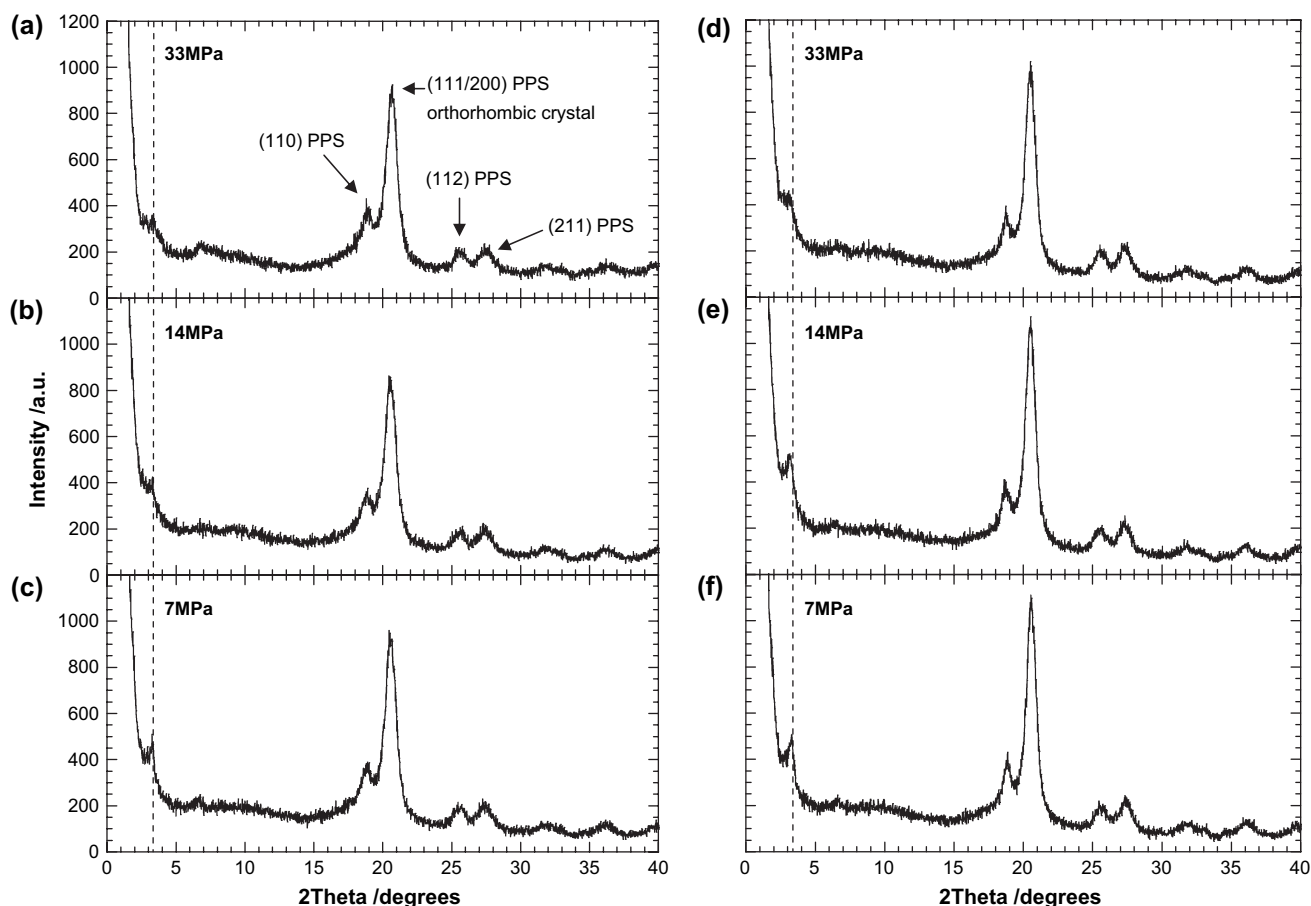 (a)
1200
1000
800
600
400
200
0
33MPa
(111/200) PPS
orthorhombic crystal
(110) PPS
(112) PPS
(211) PPS
(b)
1000
800
600
400
200
0
14MPa
Intensity /a.u.
(c)
1000
800
600
400
200
0
7MPa
0 5 10 15 20 25 30 35 40
2Theta /degrees
(d)
33MPa
(e)
14MPa
(f)
7MPa
0 5 10 15 20 25 30 35 40
2Theta /degrees